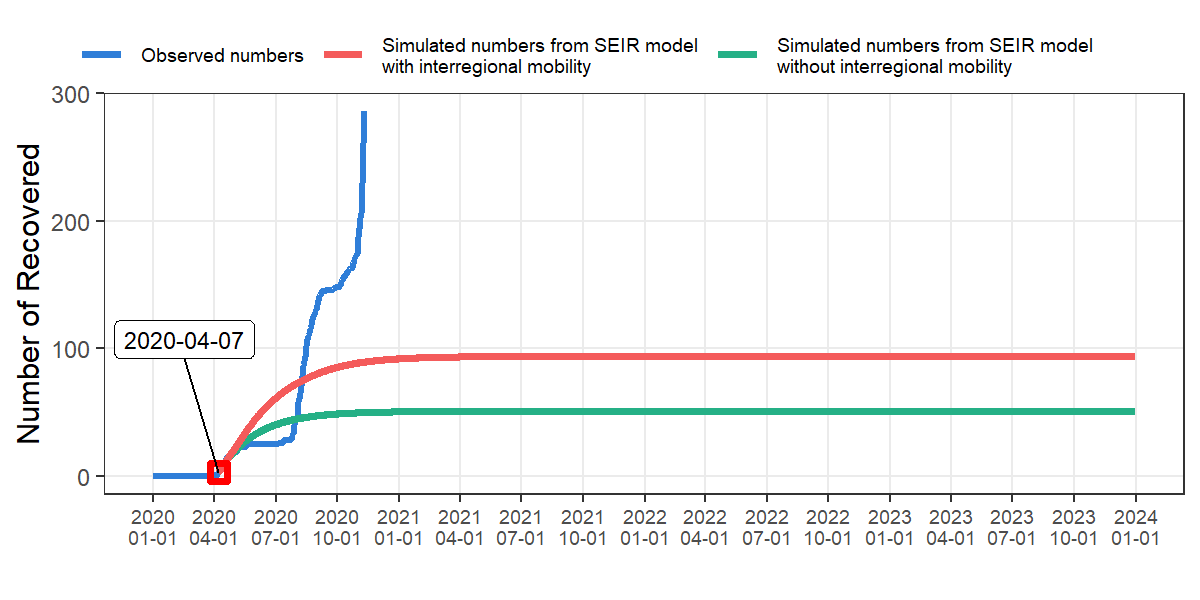 Observed numbers
Simulated numbers from SEIR model
with interregional mobility
Simulated numbers from SEIR model
without interregional mobility
Number of Recovered
300
200
100
0
2020-04-07
2020 2020 2020 2020 2021 2021 2021 2021 2022 2022 2022 2022 2023 2023 2023 2023 2024
01-01 04-01 07-01 10-01 01-01 04-01 07-01 10-01 01-01 04-01 07-01 10-01 01-01 04-01 07-01 10-01 01-01